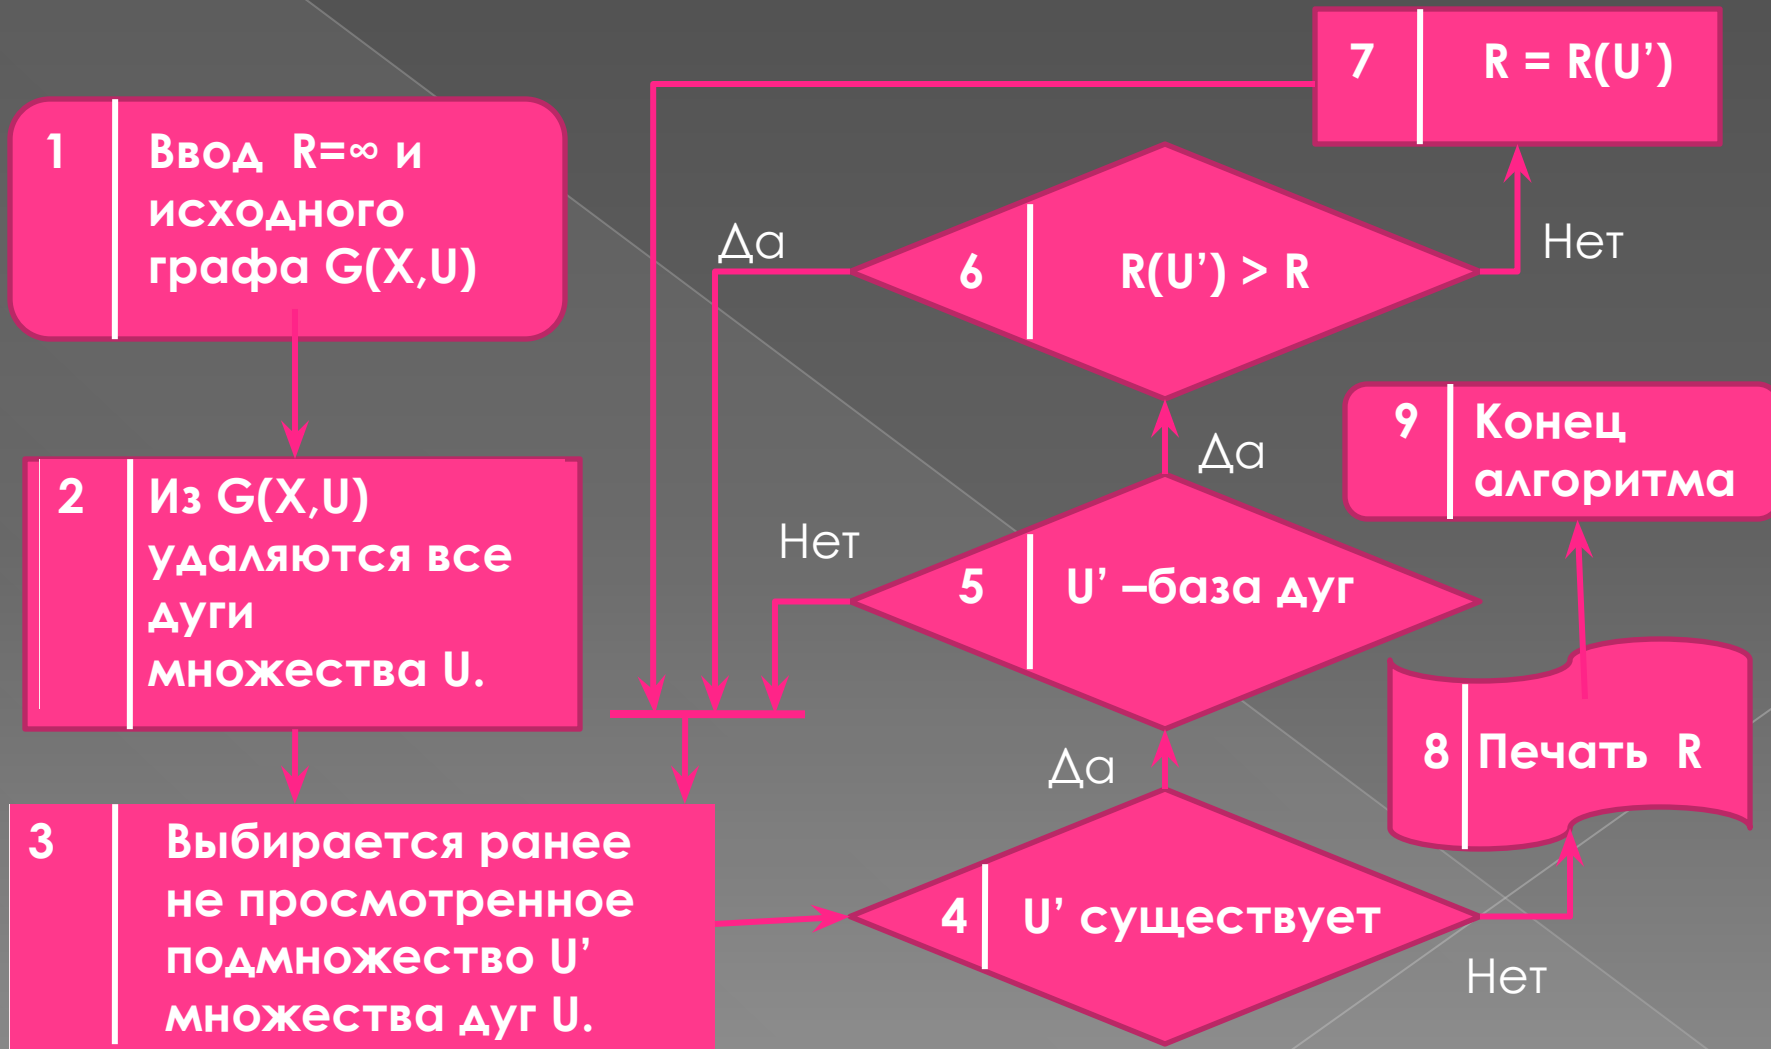 1
Ввод R=∞ и
исходного
графа G(X,U)
2
Из G(X,U)
удаляются все
дуги
множества U.
3
Выбирается ранее
не просмотренное
подмножество U’
множества дуг U.
4
U’ существует
Да
Нет
5
U’ –база дуг
Да
Нет
6
R(U’) > R
Да
Нет
7
R = R(U’)
8
Печать R
9
Конец
алгоритма